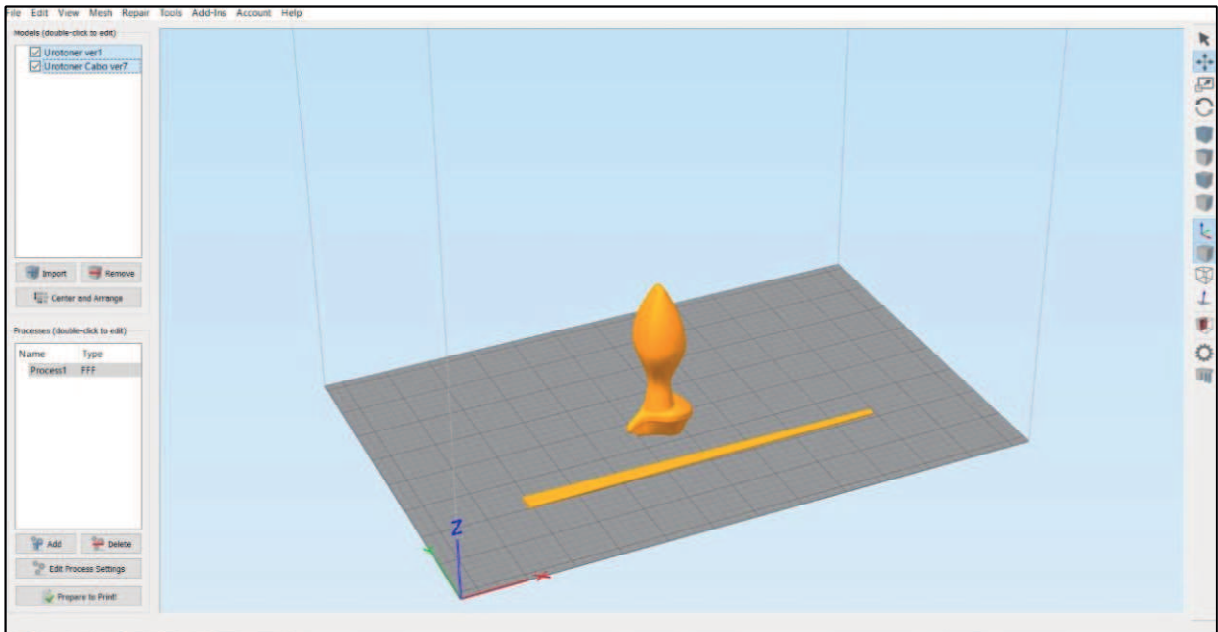 File Edit View Mesh Repair Tools Add-Ins Account Help
Models (double-click to edit)
Urotoner ver1
Urotoner Cabo ver7
Import Remove
Center and Arrange
Processes (double-click to edit)
Name Type
Process1 FFF
Add Delete
Edit Process Settings
Prepare to Print!
Z
X